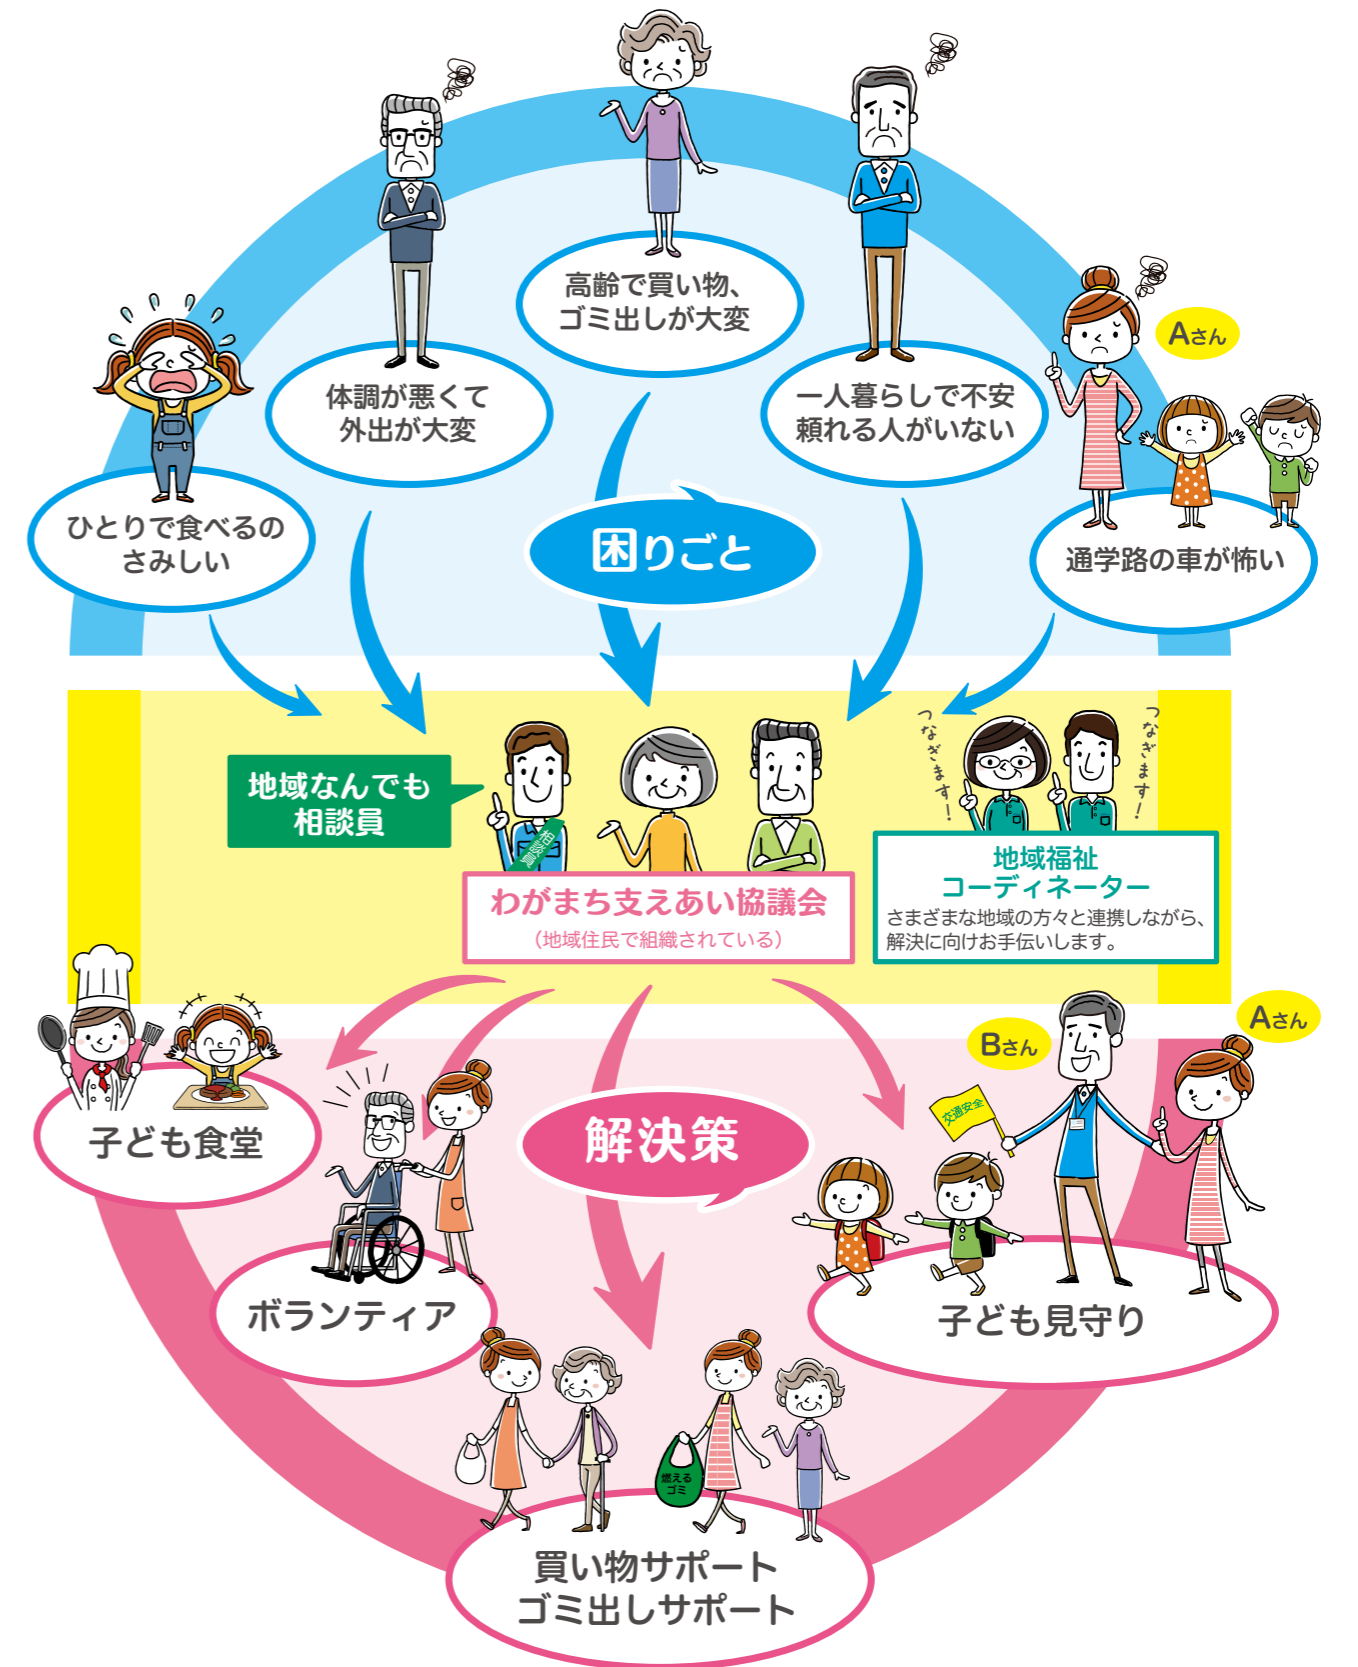 高齢で買い物、
ゴミ出しが大変
体調が悪くて
外出が大変
一人暮らしで不安
頼れる人がいない
Aさん
ひとりで食べるの
さみしい
通学路の車が怖い
困りごと
地域なんでも
相談員
相談員
つなぎます！
つなぎます！
わがまち支えあい協議会
（地域住民で組織されている）
地域福祉
コーディネーター
さまざまな地域の方々と連携しながら、
解決に向けお手伝いします。
Bさん
Aさん
交通安全
子ども食堂
解決策
ボランティア
子ども見守り
燃える
ゴミ
買い物サポート
ゴミ出しサポート